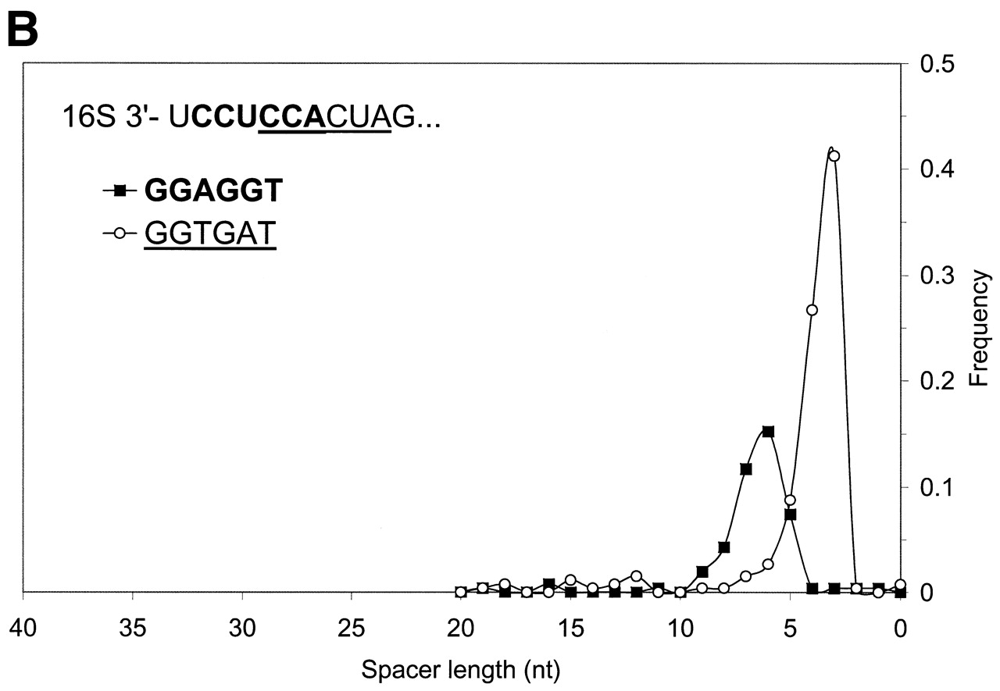 B
16S 3'- UCCUCCACUAG...
GGAGGT
GGTGAT
0.5
0.4
0.3
0.2
0.1
0
Frequency
40 35 30 25 20 15 10 5 0
Spacer length (nt)